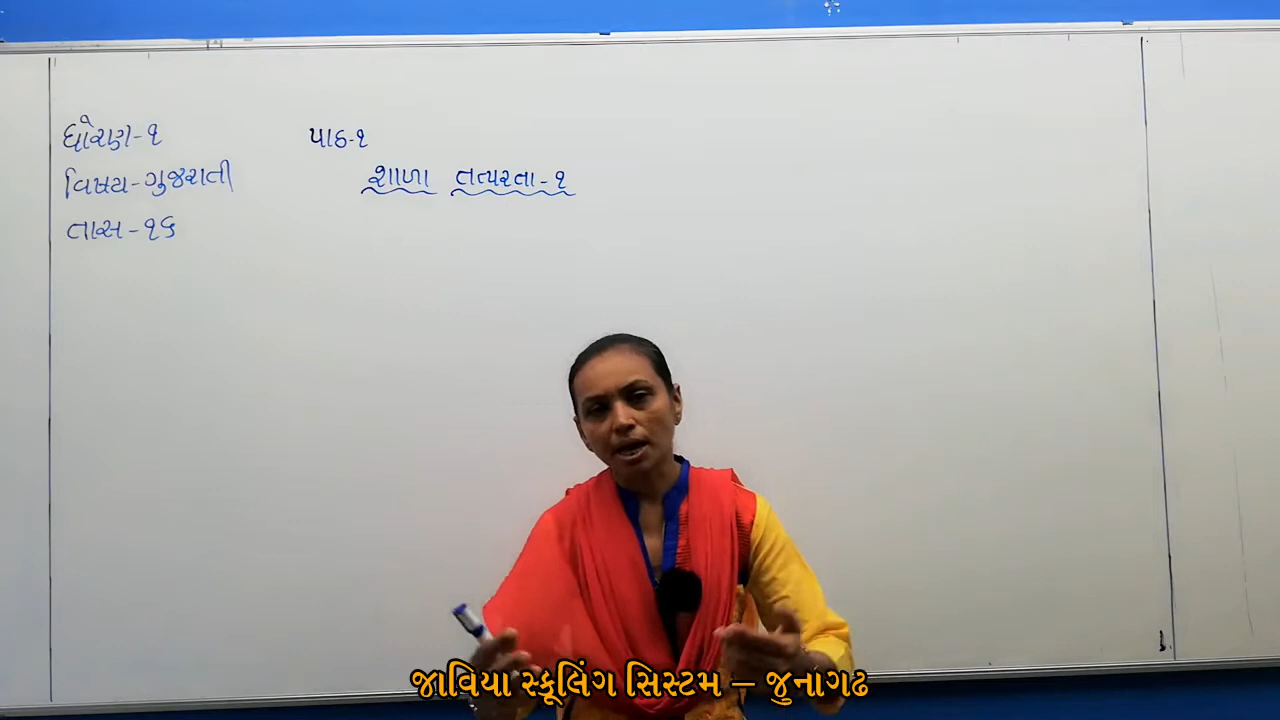 ધોરણ-૧
વિષય-ગુજરાતી
તાસ-૧૬
પાઠ-૧
શાળા તત્પરતા-૧
જાવિયા સ્કૂલિંગ સિસ્ટમ – જુનાગઢ